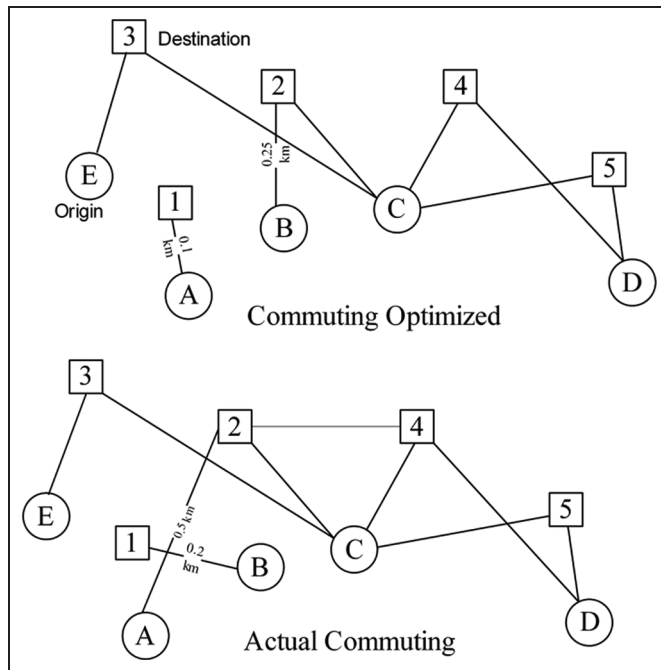 3 Destination
2
4
5
E
Origin
1
0.25
km
B
C
0.1
km
A
D
Commuting Optimized
3
2
4
E
0.5 km
1
0.2
km
B
C
5
A
D
Actual Commuting